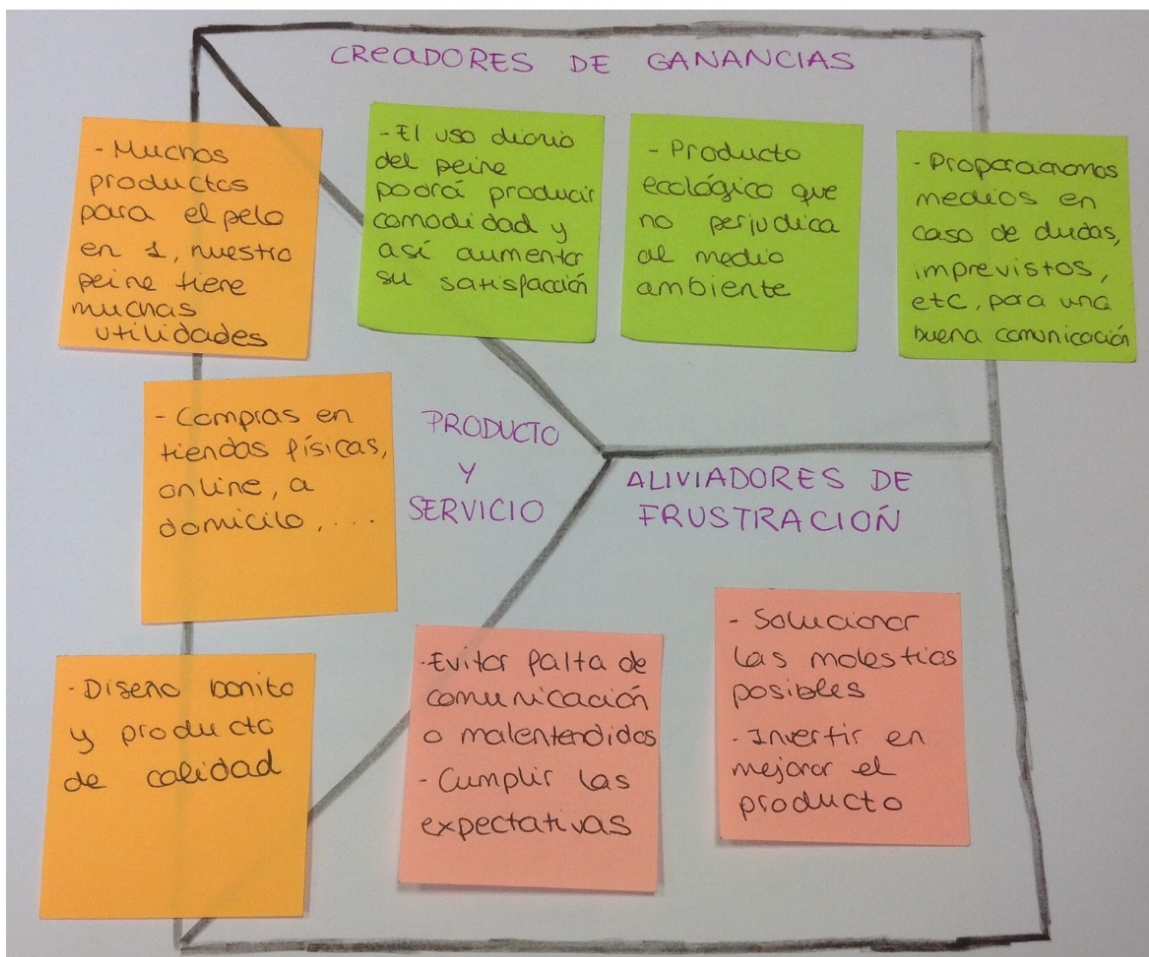 CREADORES DE GANANCIAS
- Muchos
productos
para el pelo
en 1, nuestro
peine tiene
muchas
utilidades
- El uso diario
del peine
podrá producir
comodidad y
así aumentar
su satisfacción
- Producto
ecológico que
no perjudica
al medio
ambiente
- Proporcionamos
medios en
caso de dudas,
imprevistos,
etc, para una
buena comunicación
- Compras en
tiendas físicas,
online, a
domicilo, ...
PRODUCTO
Y
SERVICIO
ALIVIADORES DE
FRUSTRACIÓN
- Diseño bonito
y producto
de calidad
- Evitar falta de
comunicación
o malentendidos
- Cumplir las
expectativas
- Solucionar
las molestias
posibles
- Invertir en
mejorar el
producto